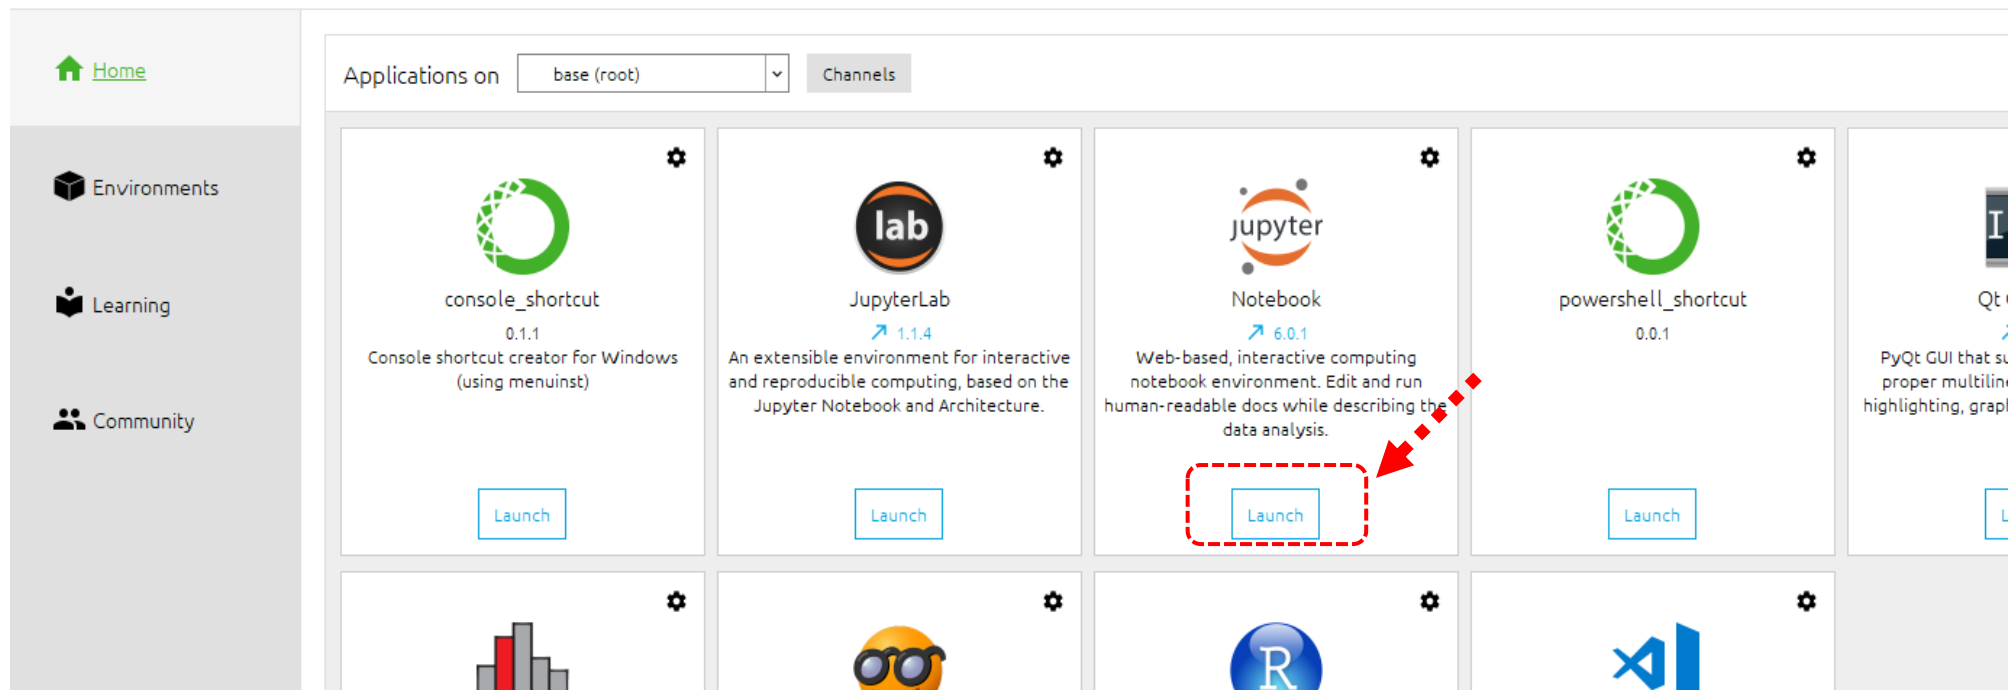 Home
Applications on base (root) Channels
Environments
Learning
Community
console_shortcut
0.1.1
Console shortcut creator for Windows
(using menuinst)
Launch
lab
JupyterLab
1.1.4
An extensible environment for interactive
and reproducible computing, based on the
Jupyter Notebook and Architecture.
Launch
jupyter
Notebook
6.0.1
Web-based, interactive computing
notebook environment. Edit and run
human-readable docs while describing the
data analysis.
Launch
powershell_shortcut
0.0.1
Launch
I
Qt
PyQt GUI that su
proper multiline
highlighting, graph
L
R